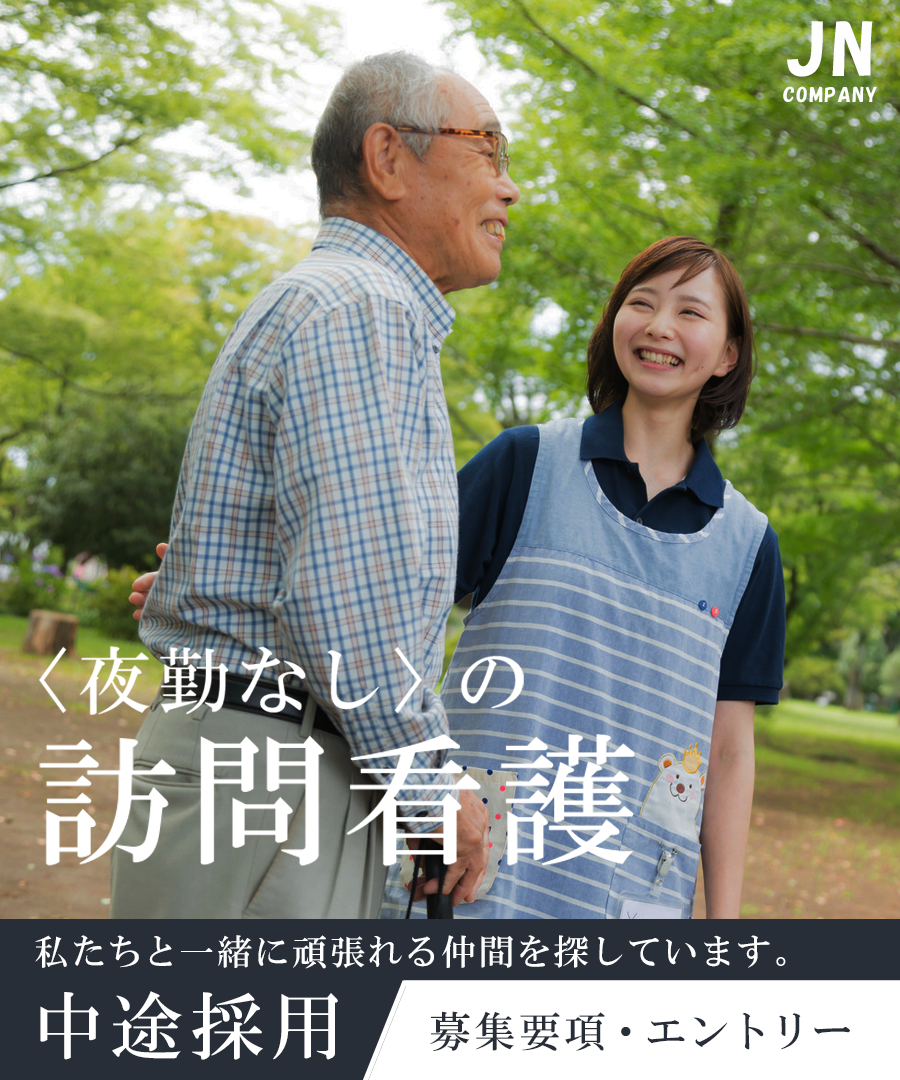 JN
COMPANY
〈夜勤なし〉の
訪問看護
私たちと一緒に頑張れる仲間を探しています。
中途採用
募集要項・エントリー